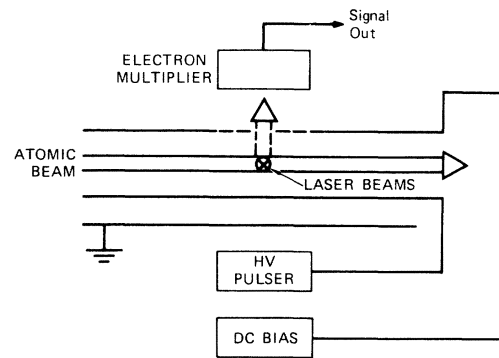 Signal
Out
ELECTRON
MULTIPLIER
ATOMIC
BEAM
LASER BEAMS
HV
PULSER
DC BIAS